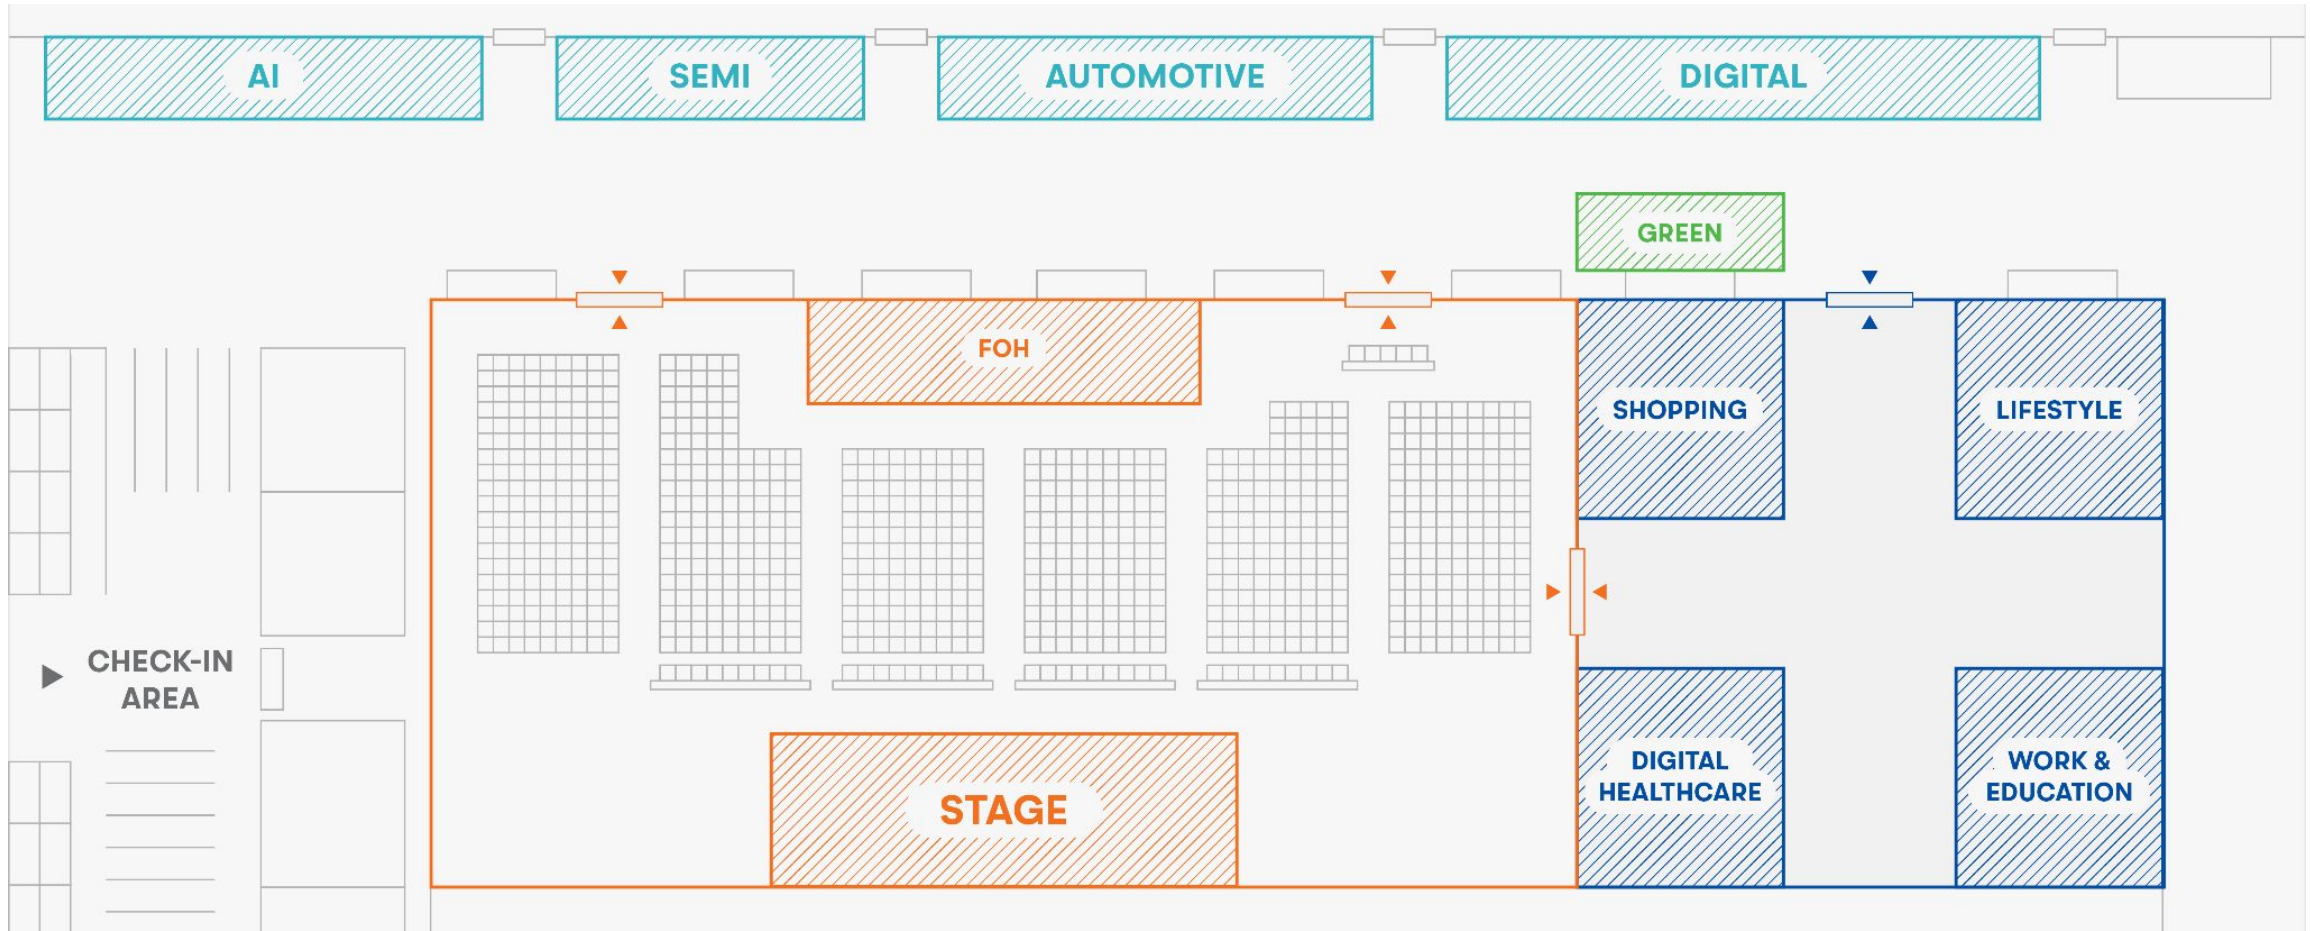 AI
SEMI
AUTOMOTIVE
DIGITAL
GREEN
FOH
SHOPPING
LIFESTYLE
CHECK-IN
AREA
STAGE
DIGITAL
HEALTHCARE
WORK &
EDUCATION